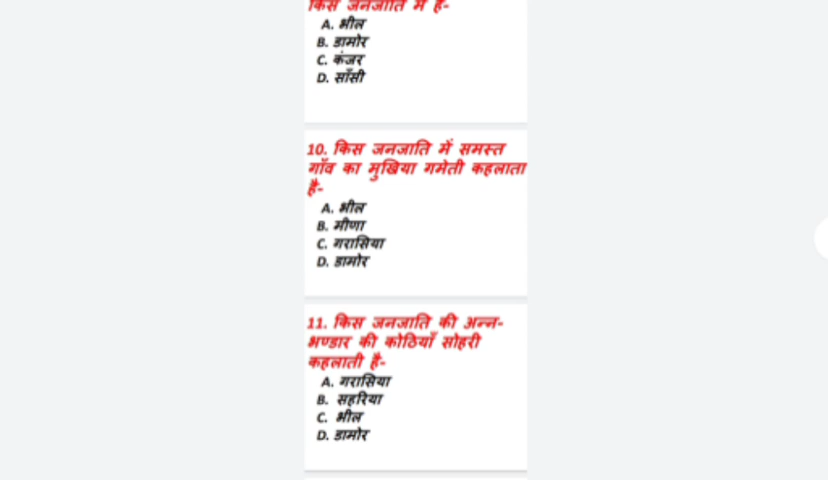 किस जनजाति में है-
A. भील
B. डामोर
C. कंजर
D. साँसी
10. किस जनजाति में समस्त
गाँव का मुखिया गमेती कहलाता
है-
A. भील
B. मीणा
C. गरासिया
D. डामोर
11. किस जनजाति की अन्न-
भण्डार की कोठियाँ सोहरी
कहलाती है-
A. गरासिया
B. सहरिया
C. भील
D. डामोर